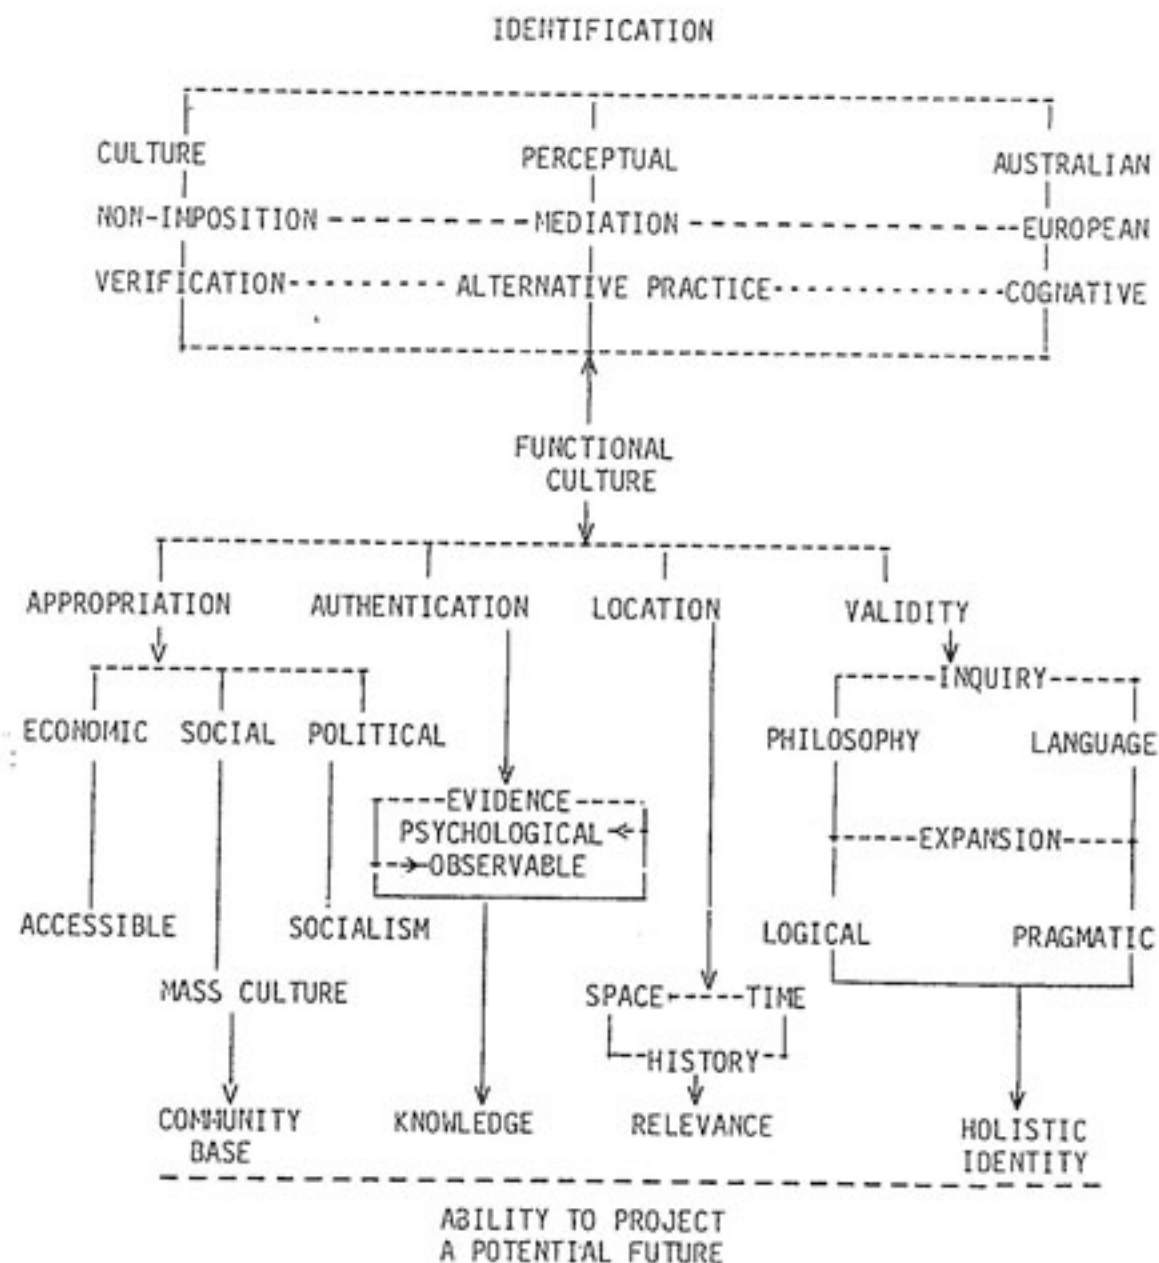 IDENTIFICATION
CULTURE PERCEPTUAL AUSTRALIAN
NON-IMPOSITION MEDIATION EUROPEAN
VERIFICATION ALTERNATIVE PRACTICE COGNATIVE
FUNCTIONAL
CULTURE
APPROPRIATION AUTHENTICATION LOCATION VALIDITY
INQUIRY
ECONOMIC SOCIAL POLITICAL PHILOSOPHY LANGUAGE
EVIDENCE
PSYCHOLOGICAL EXPANSION
OBSERVABLE
ACCESSIBLE SOCIALISM LOGICAL PRAGMATIC
MASS CULTURE SPACE TIME
HISTORY
COMMUNITY KNOWLEDGE RELEVANCE HOLISTIC
BASE IDENTITY
ABILITY TO PROJECT
A POTENTIAL FUTURE